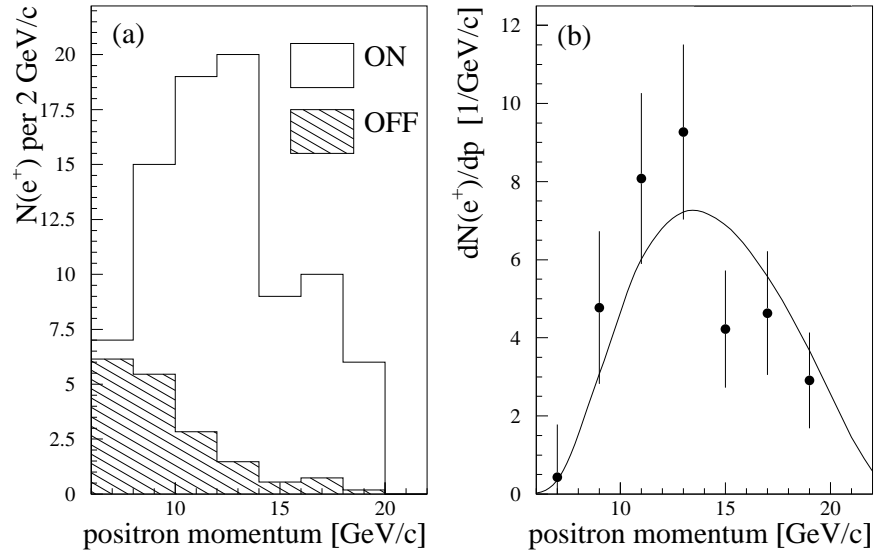 (a)
ON
OFF
N(e⁺) per 2 GeV/c
20
17.5
15
12.5
10
7.5
5
2.5
0
10
15
20
positron momentum [GeV/c]
(b)
dN(e⁺)/dp [1/GeV/c]
12
10
8
6
4
2
0
10
15
20
positron momentum [GeV/c]